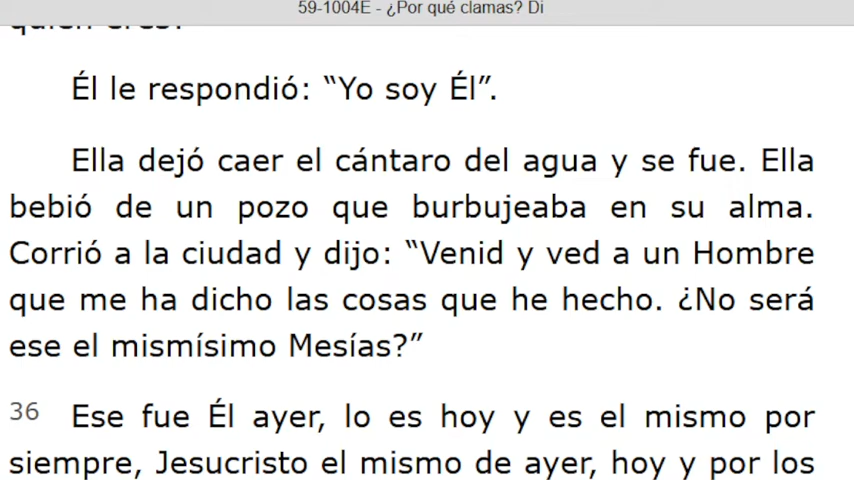 59-1004E - ¿Por qué clamas? Di
quién eres?
Él le respondió: “Yo soy Él”.
Ella dejó caer el cántaro del agua y se fue. Ella
bebió de un pozo que burbujeaba en su alma.
Corrió a la ciudad y dijo: “Venid y ved a un Hombre
que me ha dicho las cosas que he hecho. ¿No será
ese el mismísimo Mesías?”
36 Ese fue Él ayer, lo es hoy y es el mismo por
siempre, Jesucristo el mismo de ayer, hoy y por los